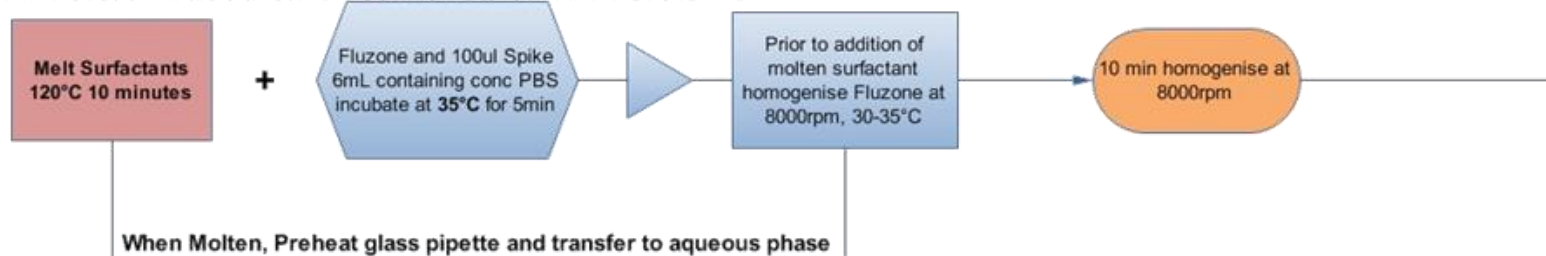 Melt Surfactants
120°C 10 minutes
+
Fluzone and 100ul Spike
6mL containing conc PBS
incubate at 35°C for 5min
Prior to addition of
molten surfactant
homogenise Fluzone at
8000rpm, 30-35°C
10 min homogenise at
8000rpm
When Molten, Preheat glass pipette and transfer to aqueous phase